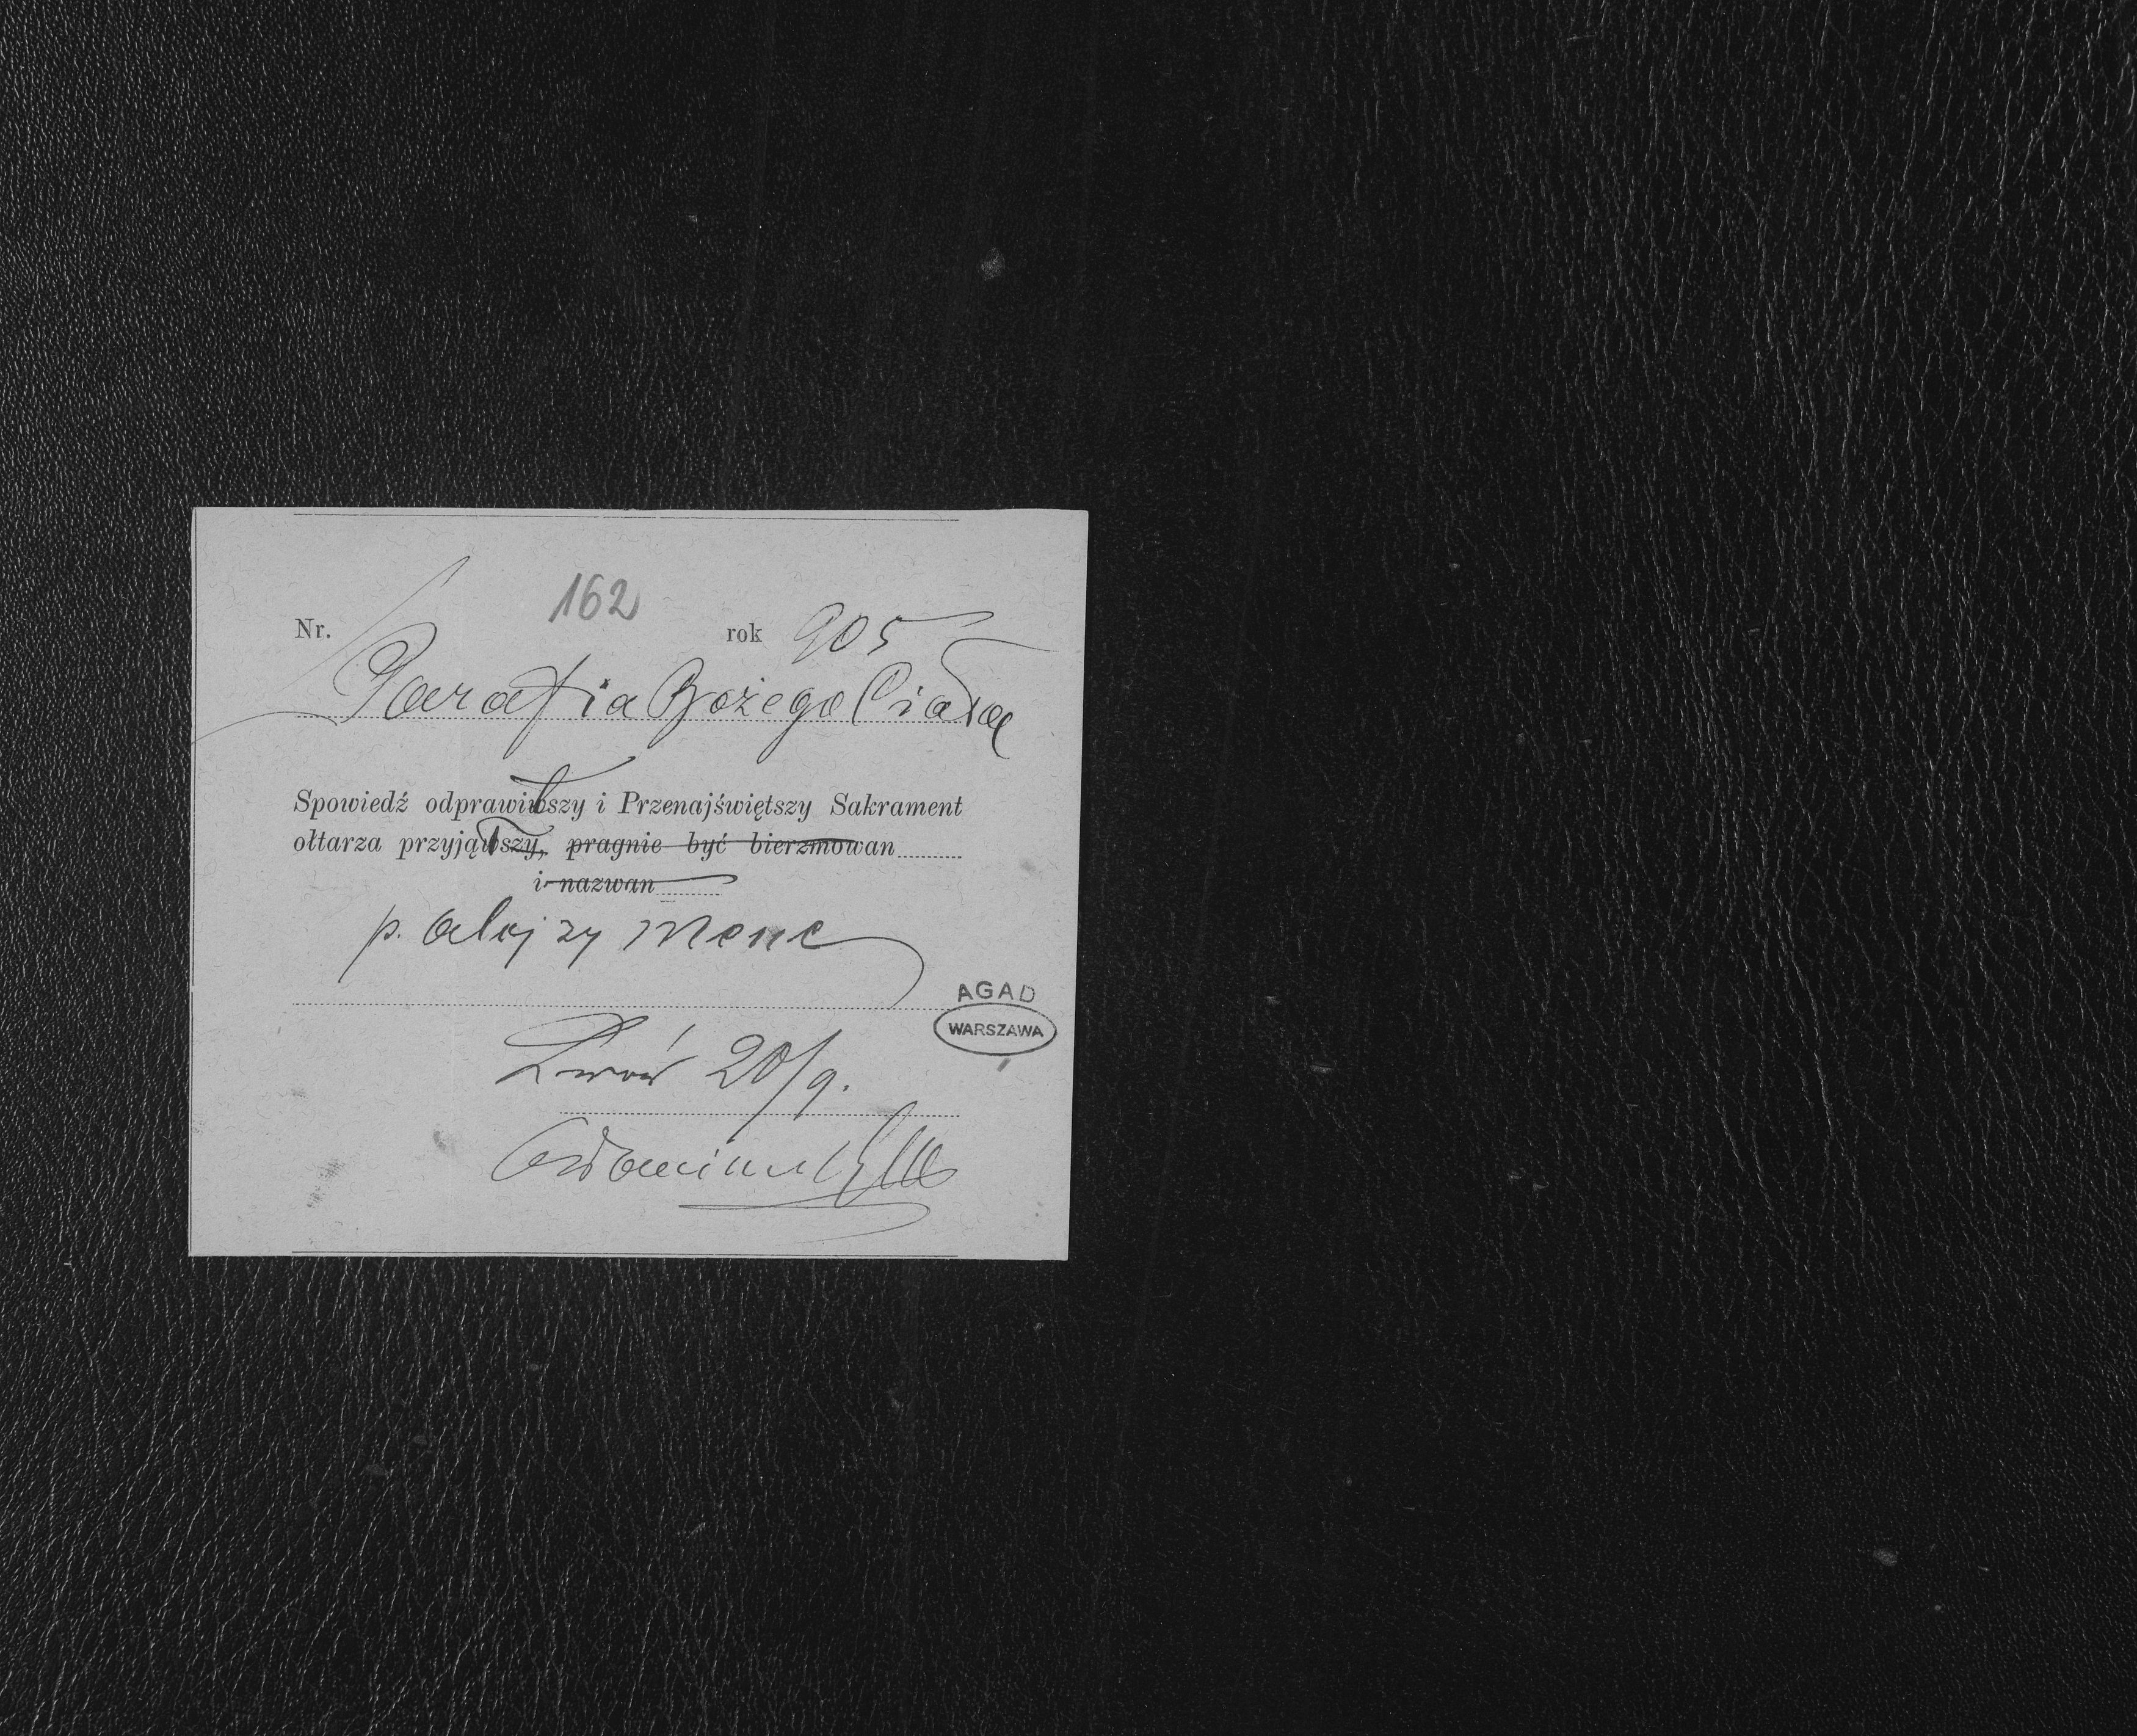 162
Nr. rok 905
Parafia Bożego Ciała
Spowiedź odprawiwszy i Przenajświętszy Sakrament
ołtarza przyjąwszy, pragnie być bierzmowan
i nazwan
p. Alojzy Menc
AGAD
WARSZAWA
Lwów 20/9.